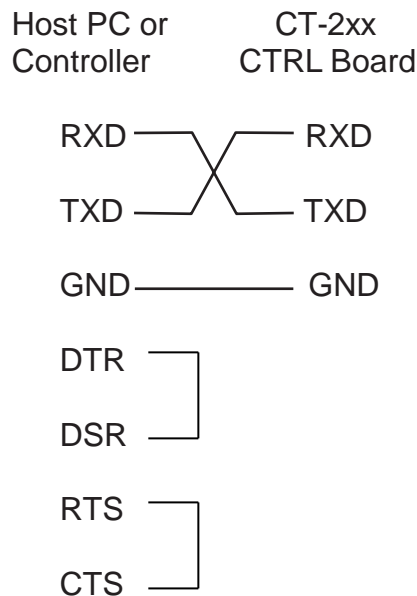 Host PC or CT-2xx
Controller CTRL Board
RXD RXD
TXD TXD
GND GND
DTR
DSR
RTS
CTS